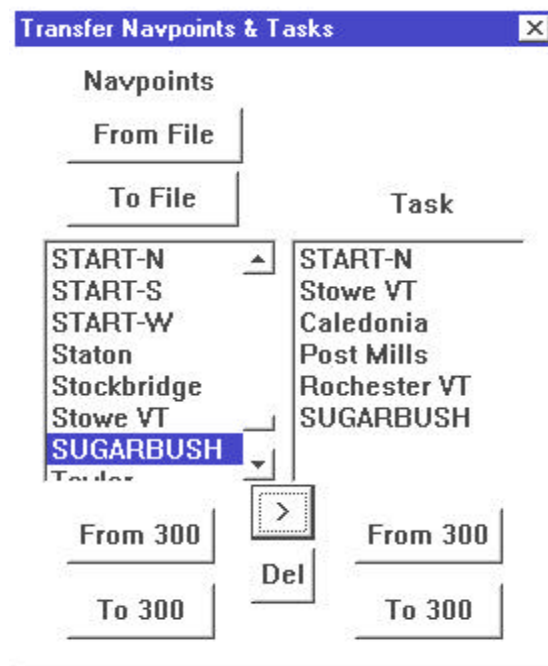 Transfer Navpoints & Tasks
Navpoints
From File
To File
Task
START-N
START-S
START-W
Staton
Stockbridge
Stowe VT
SUGARBUSH
Taylor
START-N
Stowe VT
Caledonia
Post Mills
Rochester VT
SUGARBUSH
>
From 300
From 300
Del
To 300
To 300